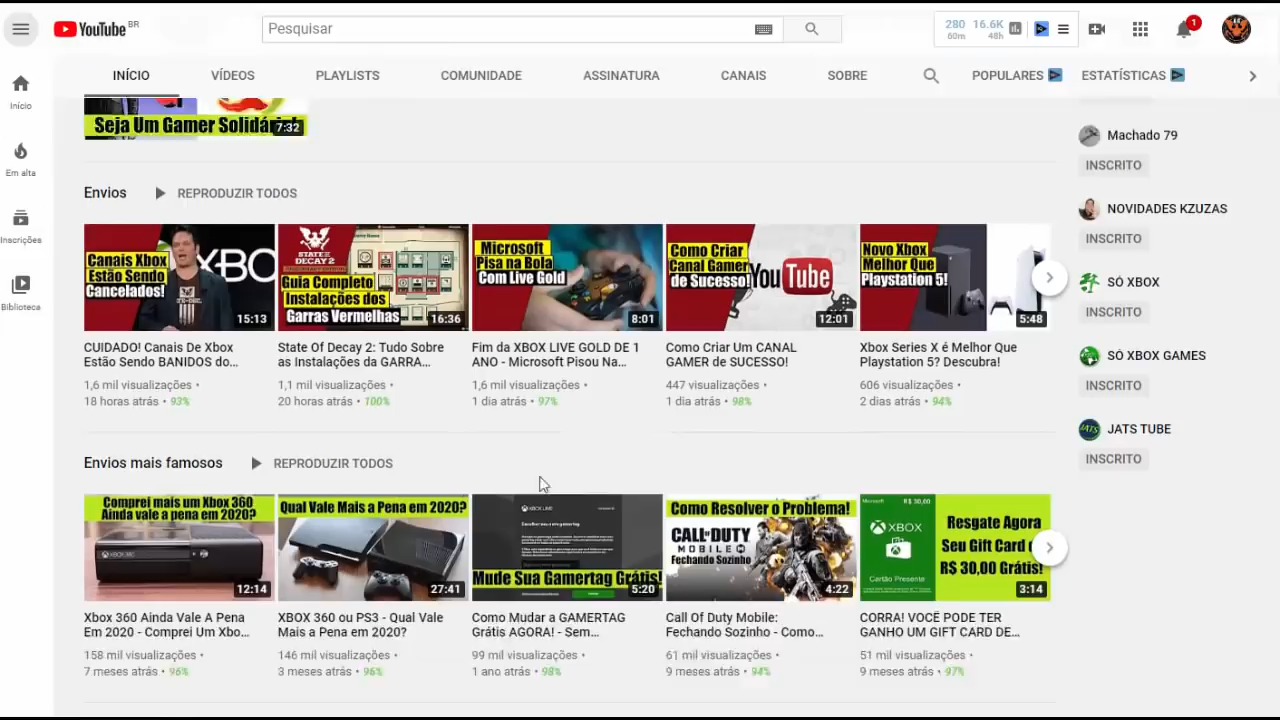 YouTube BR
Pesquisar
280 16.6K
60m 48h
1
INÍCIO VÍDEOS PLAYLISTS COMUNIDADE ASSINATURA CANAIS SOBRE POPULARES ESTATÍSTICAS
Início
Em alta
Inscrições
Biblioteca
Seja Um Gamer Solidário!
7:32
Envios REPRODUZIR TODOS
Canais Xbox
Estão Sendo
Cancelados!
XBO
15:13
STATE OF
DECAY 2
Guia Completo
Instalações dos
Garras Vermelhas
16:36
Microsoft
Pisa na Bola
Com Live Gold
8:01
Como Criar
Canal Gamer
de Sucesso!
YouTube
12:01
Novo Xbox
Melhor Que
Playstation 5!
5:48
CUIDADO! Canais De Xbox
Estão Sendo BANIDOS do...
1,6 mil visualizações •
18 horas atrás • 93%
State Of Decay 2: Tudo Sobre
as Instalações da GARRA...
1,1 mil visualizações •
20 horas atrás • 100%
Fim da XBOX LIVE GOLD DE 1
ANO - Microsoft Pisou Na...
1,6 mil visualizações •
1 dia atrás • 97%
Como Criar Um CANAL
GAMER de SUCESSO!
447 visualizações •
1 dia atrás • 98%
Xbox Series X é Melhor Que
Playstation 5? Descubra!
606 visualizações •
2 dias atrás • 94%
Envios mais famosos REPRODUZIR TODOS
Comprei mais um Xbox 360
Ainda vale a pena em 2020?
12:14
Qual Vale Mais a Pena em 2020?
27:41
XBOX LIVE
Mude Sua Gamertag Grátis!
5:20
Como Resolver o Problema!
CALL OF DUTY
MOBILE
Fechando Sozinho
4:22
Microsoft R$ 30,00
XBOX
Cartão Presente
Resgate Agora
Seu Gift Card
R$ 30,00 Grátis!
3:14
Xbox 360 Ainda Vale A Pena
Em 2020 - Comprei Um Xbo...
158 mil visualizações •
7 meses atrás • 96%
XBOX 360 ou PS3 - Qual Vale
Mais a Pena em 2020?
146 mil visualizações •
3 meses atrás • 96%
Como Mudar a GAMERTAG
Grátis AGORA! - Sem...
99 mil visualizações •
1 ano atrás • 98%
Call Of Duty Mobile:
Fechando Sozinho - Como...
61 mil visualizações •
9 meses atrás • 94%
CORRA! VOCÊ PODE TER
GANHO UM GIFT CARD DE...
51 mil visualizações •
9 meses atrás • 97%
Machado 79
INSCRITO
NOVIDADES KZUZAS
INSCRITO
SÓ XBOX
INSCRITO
SÓ XBOX GAMES
INSCRITO
JATS
JATS TUBE
INSCRITO